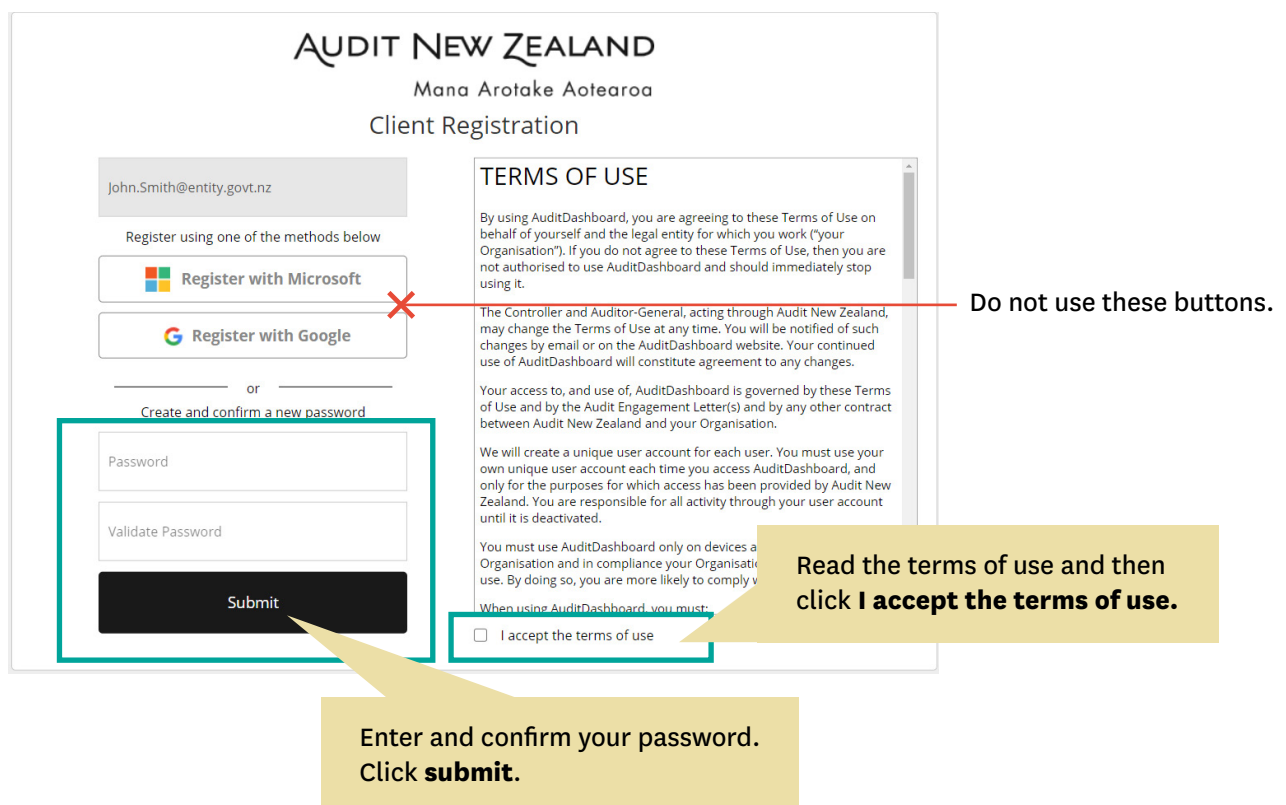 AUDIT NEW ZEALAND
Mana Arotake Aotearoa
Client Registration
John.Smith@entity.govt.nz
Register using one of the methods below
Register with Microsoft
Register with Google
or
Create and confirm a new password
Password
Validate Password
Submit
TERMS OF USE
By using AuditDashboard, you are agreeing to these Terms of Use on
behalf of yourself and the legal entity for which you work ("your
Organisation"). If you do not agree to these Terms of Use, then you are
not authorised to use AuditDashboard and should immediately stop
using it.
The Controller and Auditor-General, acting through Audit New Zealand,
may change the Terms of Use at any time. You will be notified of such
changes by email or on the AuditDashboard website. Your continued
use of AuditDashboard will constitute agreement to any changes.
Your access to, and use of, AuditDashboard is governed by these Terms
of Use and by the Audit Engagement Letter(s) and by any other contract
between Audit New Zealand and your Organisation.
We will create a unique user account for each user. You must use your
own unique user account each time you access AuditDashboard, and
only for the purposes for which access has been provided by Audit New
Zealand. You are responsible for all activity through your user account
until it is deactivated.
You must use AuditDashboard only on devices a
Organisation and in compliance your Organisatio
use. By doing so, you are more likely to comply w
When using AuditDashboard, you must:
I accept the terms of use
Do not use these buttons.
Read the terms of use and then
click I accept the terms of use.
Enter and confirm your password.
Click submit.